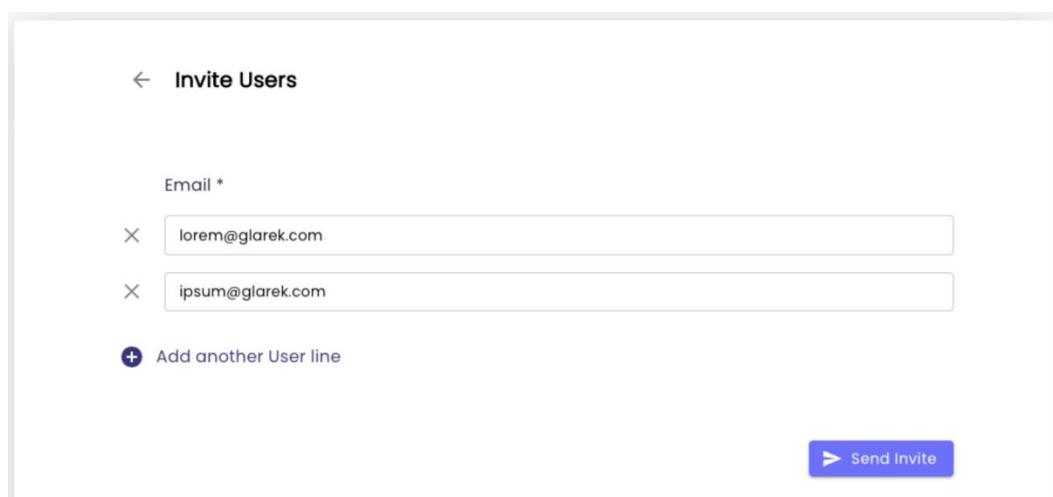 Invite Users
Email *
lorem@glarek.com
ipsum@glarek.com
Add another User line
Send Invite